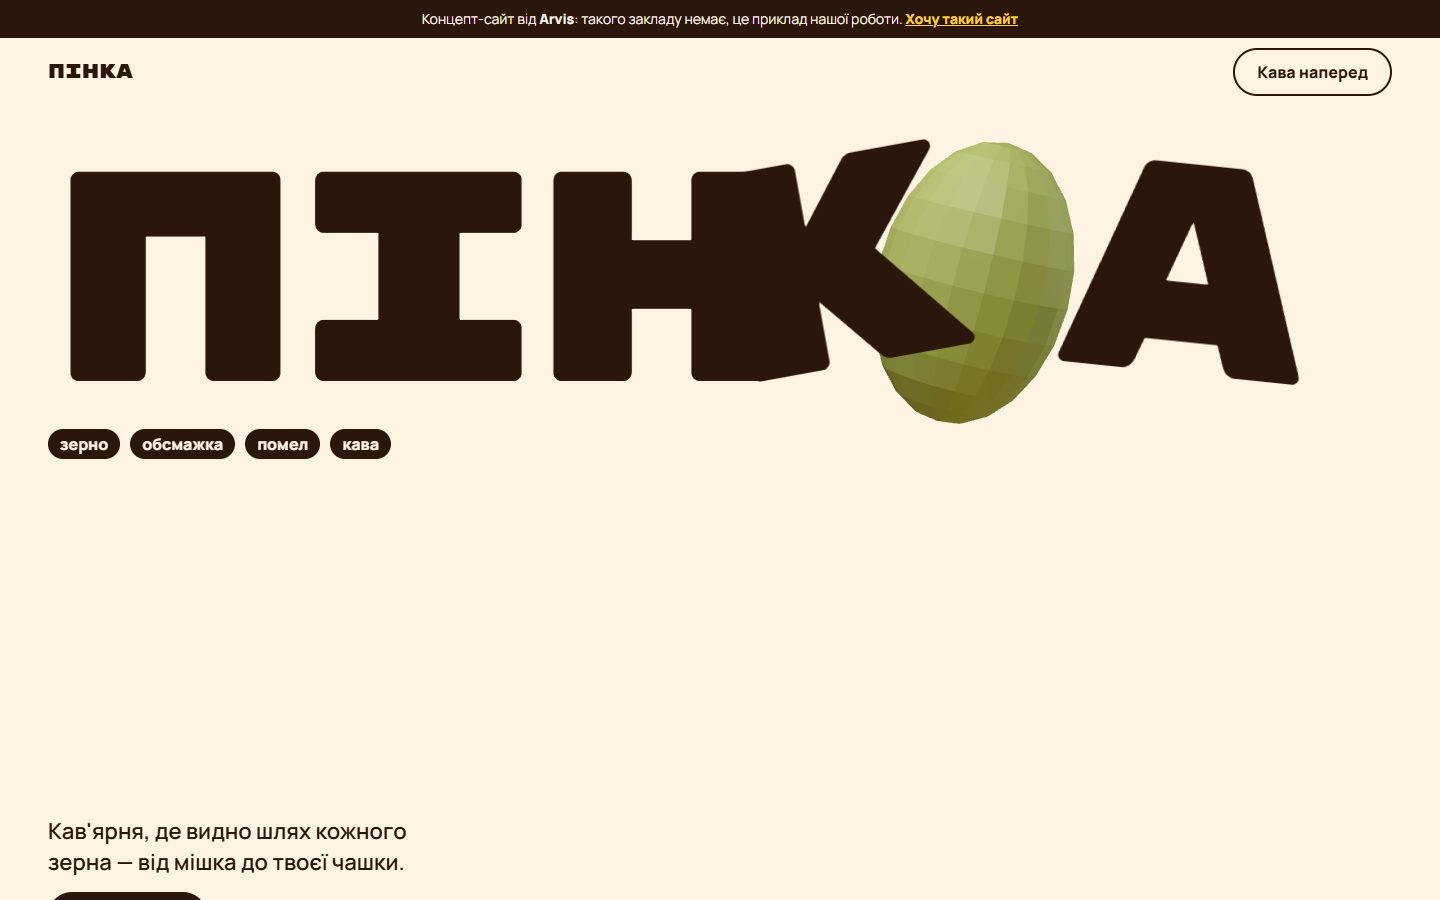 Концепт-сайт від Arvis: такого закладу немає, це приклад нашої роботи. Хочу такий сайт
ПІНКА
Кава наперед
ПІНКА
зерно обсмажка помел кава
Кав'ярня, де видно шлях кожного
зерна — від мішка до твоєї чашки.